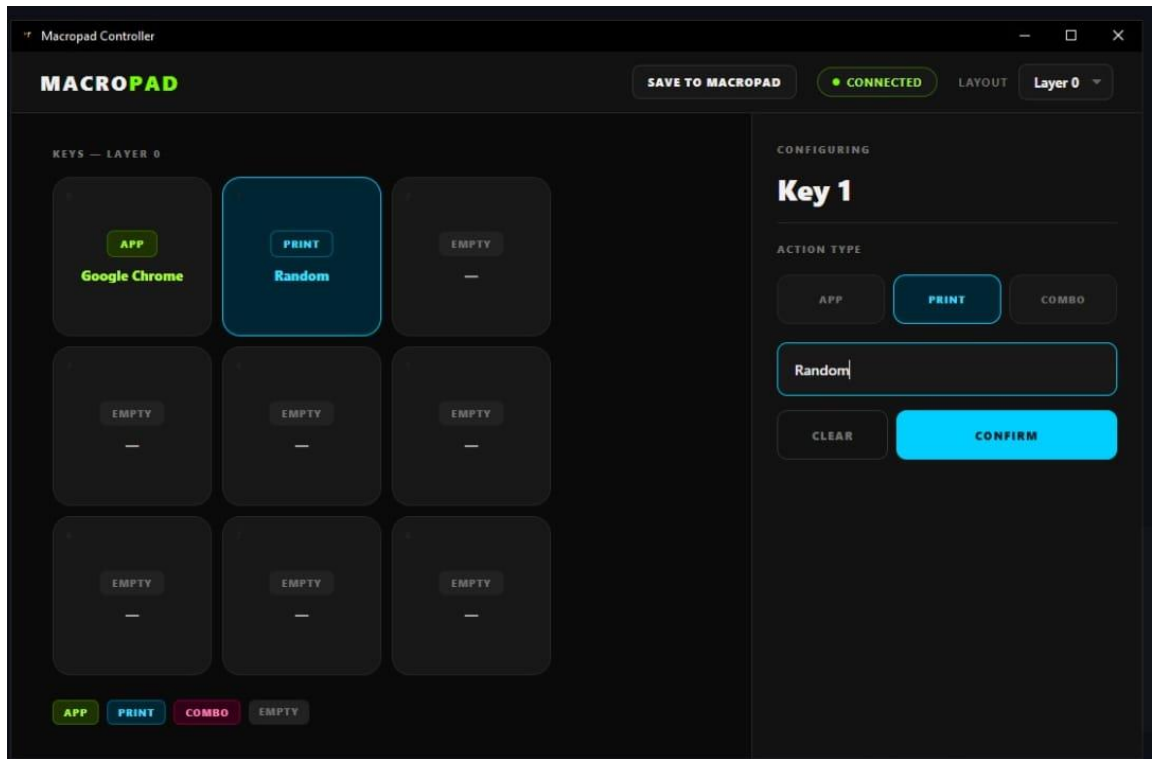 Macropad Controller
MACROPAD
SAVE TO MACROPAD
CONNECTED
LAYOUT
Layer 0
KEYS — LAYER 0
APP
Google Chrome
PRINT
Random
EMPTY
—
EMPTY
—
EMPTY
—
EMPTY
—
EMPTY
—
EMPTY
—
EMPTY
—
APP PRINT COMBO EMPTY
CONFIGURING
Key 1
ACTION TYPE
APP PRINT COMBO
Random
CLEAR CONFIRM